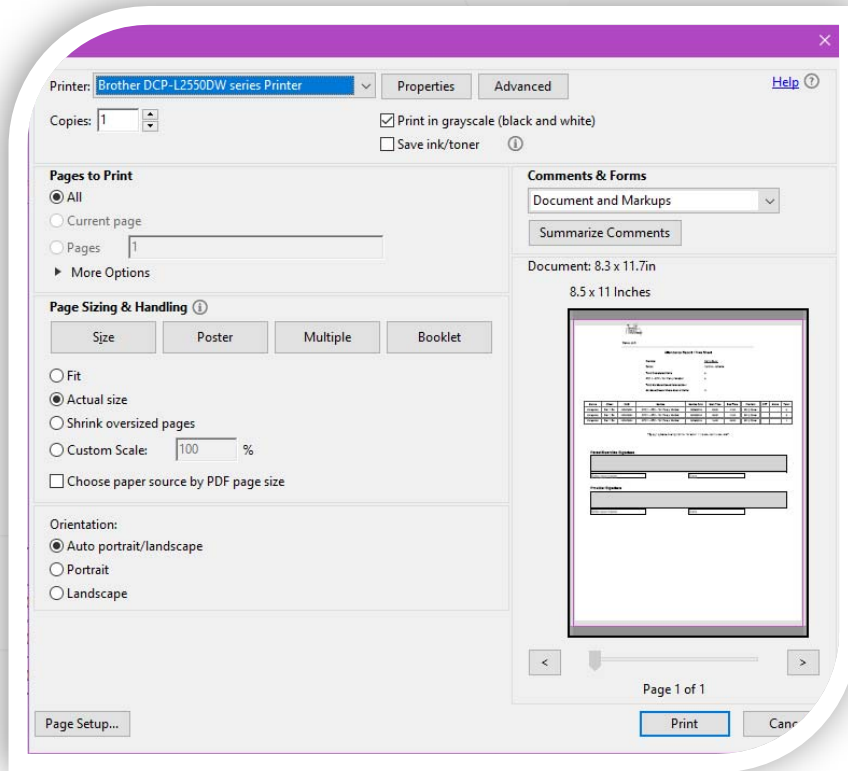 Printer: Brother DCP-L2550DW series Printer Properties Advanced Help
Copies: 1 Print in grayscale (black and white)
Save ink/toner
Pages to Print
All
Current page
Pages 1
More Options
Comments & Forms
Document and Markups
Summarize Comments
Page Sizing & Handling
Size Poster Multiple Booklet
Fit
Actual size
Shrink oversized pages
Custom Scale: 100 %
Choose paper source by PDF page size
Orientation:
Auto portrait/landscape
Portrait
Landscape
Document: 8.3 x 11.7in
8.5 x 11 Inches
< >
Page 1 of 1
Page Setup... Print Canc